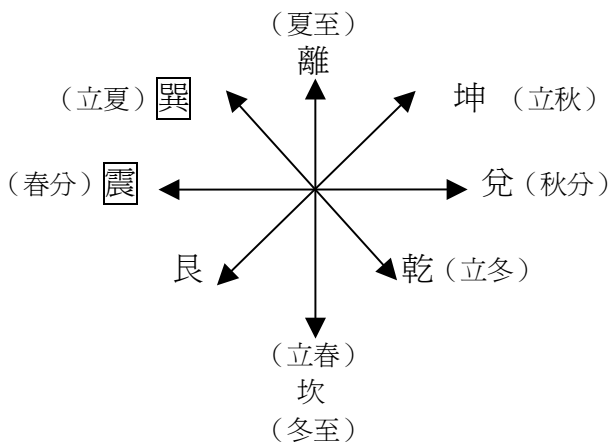 （夏至）
離
（立夏）巽 坤 （立秋）
（春分）震 兌（秋分）
艮 乾（立冬）
（立春）
坎
（冬至）